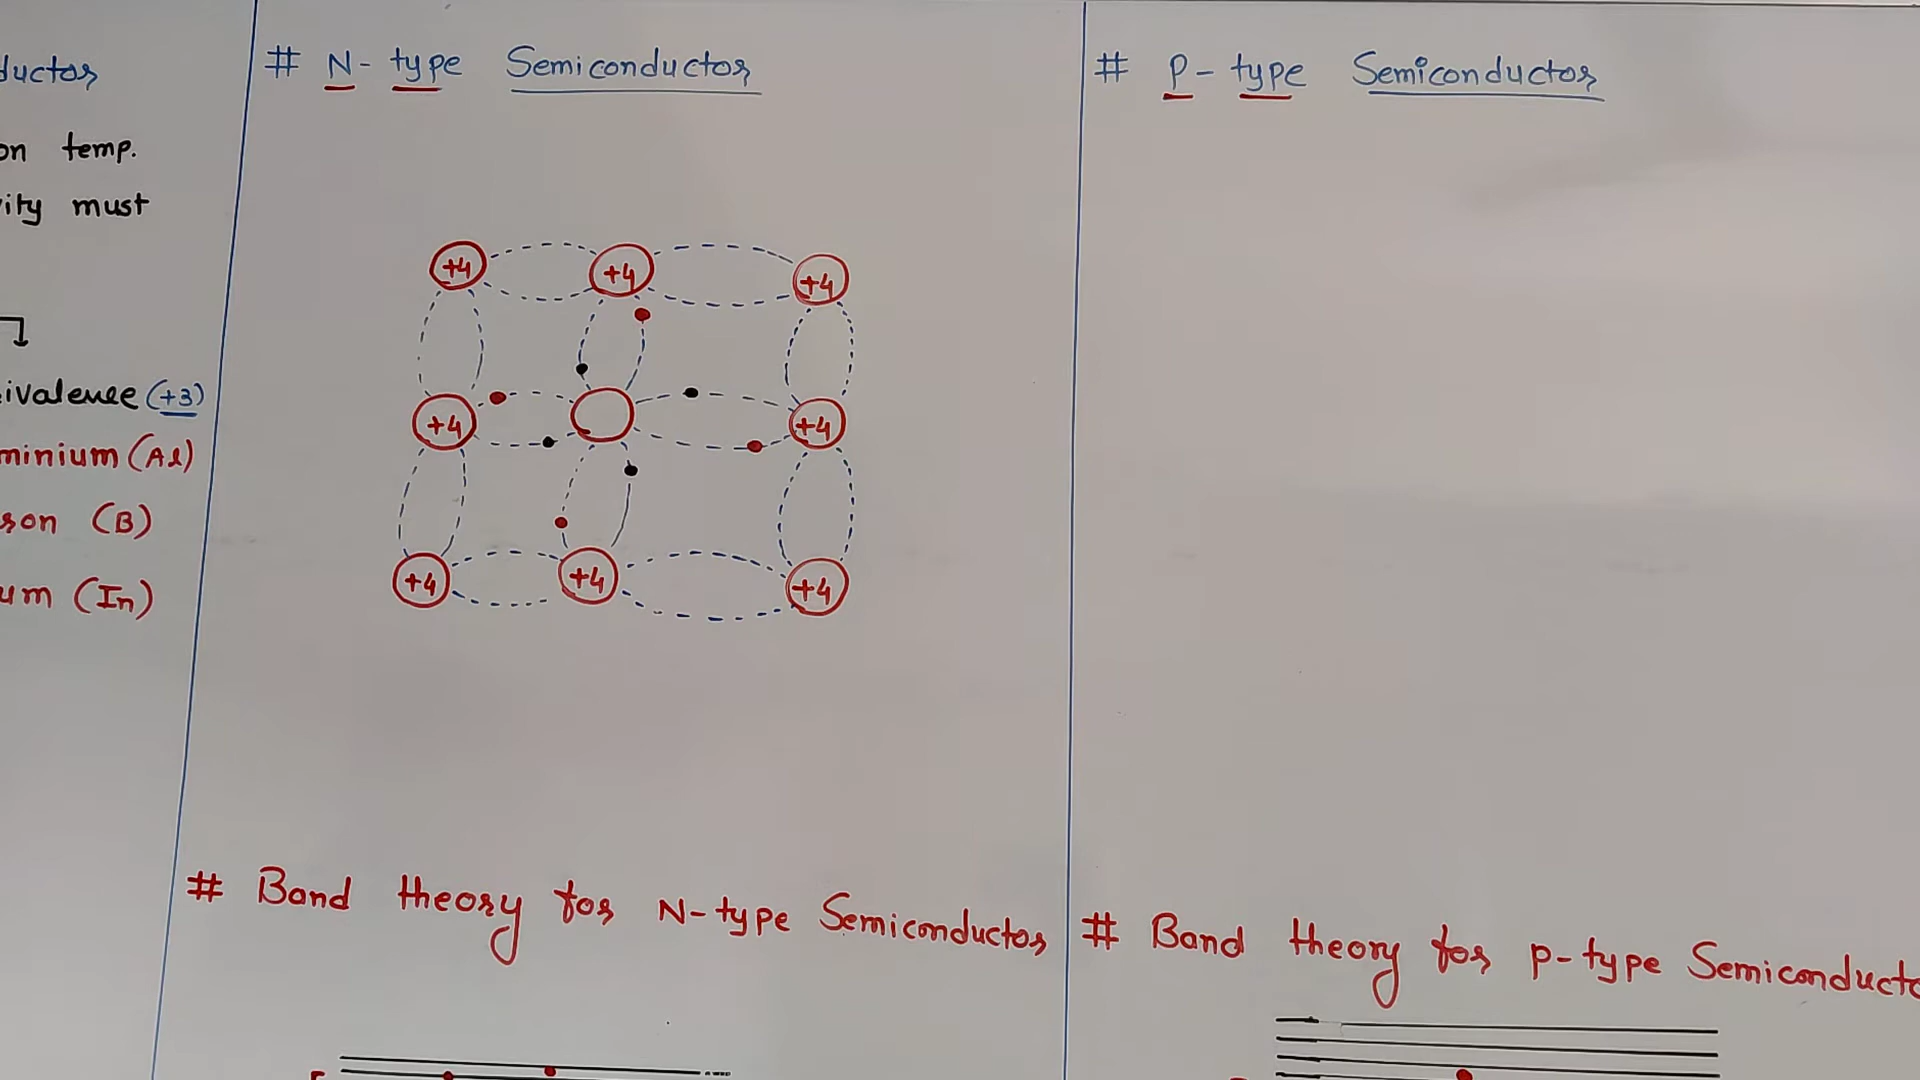 ductor
on temp.
ity must
ivalence (+3)
minium (Al)
ron (B)
um (In)
# N-type Semiconductor
+4 +4 +4
+4 +4
+4 +4 +4
# Band theory for N-type Semiconductor
# P-type Semiconductor
# Band theory for P-type Semiconducto